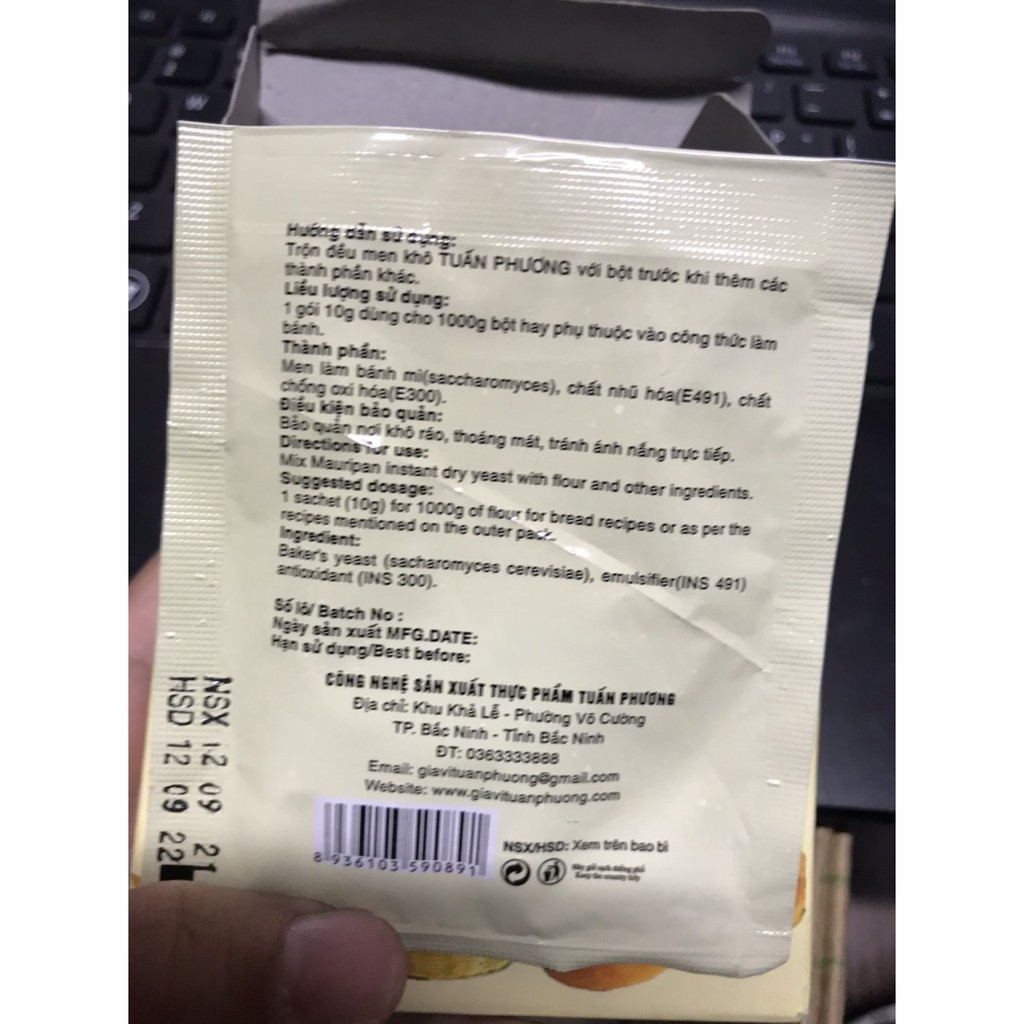 Hướng dẫn sử dụng:
Trộn đều men khô TUẤN PHƯƠNG với bột trước khi thêm các
thành phần khác.
Liều lượng sử dụng:
1 gói 10g dùng cho 1000g bột hay phụ thuộc vào công thức làm
bánh.
Thành phần:
Men làm bánh mì(saccharomyces), chất nhũ hóa(E491), chất
chống oxi hóa(E300).
Điều kiện bảo quản:
Bảo quản nơi khô ráo, thoáng mát, tránh ánh nắng trực tiếp.
Directions for use:
Mix Mauripan instant dry yeast with flour and other ingredients.
Suggested dosage:
1 sachet (10g) for 1000g of flour for bread recipes or as per the
recipes mentioned on the outer pack.
Ingredient:
Baker's yeast (sacharomyces cerevisiae), emulsifier(INS 491)
antioxidant (INS 300).
Số lô/ Batch No :
Ngày sản xuất MFG.DATE:
Hạn sử dụng/Best before:
CÔNG NGHỆ SẢN XUẤT THỰC PHẨM TUẤN PHƯƠNG
Địa chỉ: Khu Khả Lễ - Phường Võ Cường
TP. Bắc Ninh - Tỉnh Bắc Ninh
ĐT: 0363333888
Email: giavituanphuong@gmail.com
Website: www.giavituanphuong.com
8 936103 590891
NSX/HSD: Xem trên bao bì
Keep the country tidy
NSX 12 09 21
HSD 12 09 22
W